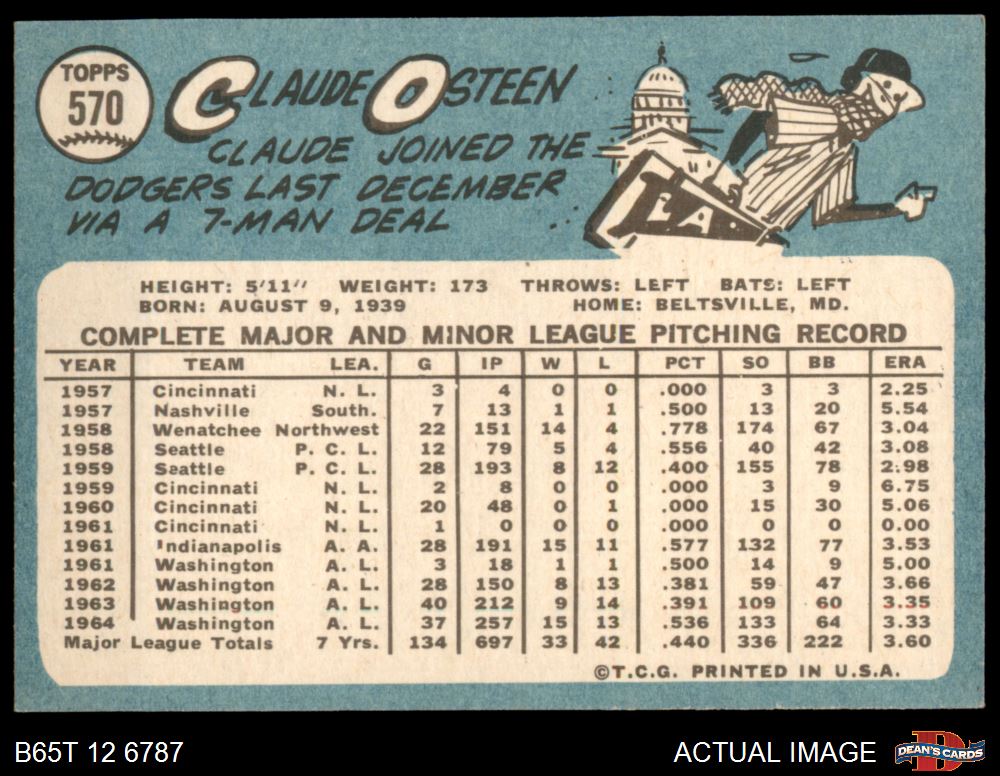 TOPPS
570
CLAUDE OSTEEN
CLAUDE JOINED THE
DODGERS LAST DECEMBER
VIA A 7-MAN DEAL
L.A.
HEIGHT: 5'11" WEIGHT: 173 THROWS: LEFT BATS: LEFT
BORN: AUGUST 9, 1939 HOME: BELTSVILLE, MD.
COMPLETE MAJOR AND MINOR LEAGUE PITCHING RECORD
YEAR TEAM LEA. G IP W L PCT SO BB ERA
1957 Cincinnati N. L. 3 4 0 0 .000 3 3 2.25
1957 Nashville South. 7 13 1 1 .500 13 20 5.54
1958 Wenatchee Northwest 22 151 14 4 .778 174 67 3.04
1958 Seattle P. C. L. 12 79 5 4 .556 40 42 3.08
1959 Seattle P. C. L. 28 193 8 12 .400 155 78 2.98
1959 Cincinnati N. L. 2 8 0 0 .000 3 9 6.75
1960 Cincinnati N. L. 20 48 0 1 .000 15 30 5.06
1961 Cincinnati N. L. 1 0 0 0 .000 0 0 0.00
1961 Indianapolis A. A. 28 191 15 11 .577 132 77 3.53
1961 Washington A. L. 3 18 1 1 .500 14 9 5.00
1962 Washington A. L. 28 150 8 13 .381 59 47 3.66
1963 Washington A. L. 40 212 9 14 .391 109 60 3.35
1964 Washington A. L. 37 257 15 13 .536 133 64 3.33
Major League Totals 7 Yrs. 134 697 33 42 .440 336 222 3.60
©T.C.G. PRINTED IN U.S.A.
B65T 12 6787
ACTUAL IMAGE
D
DEAN'S CARDS